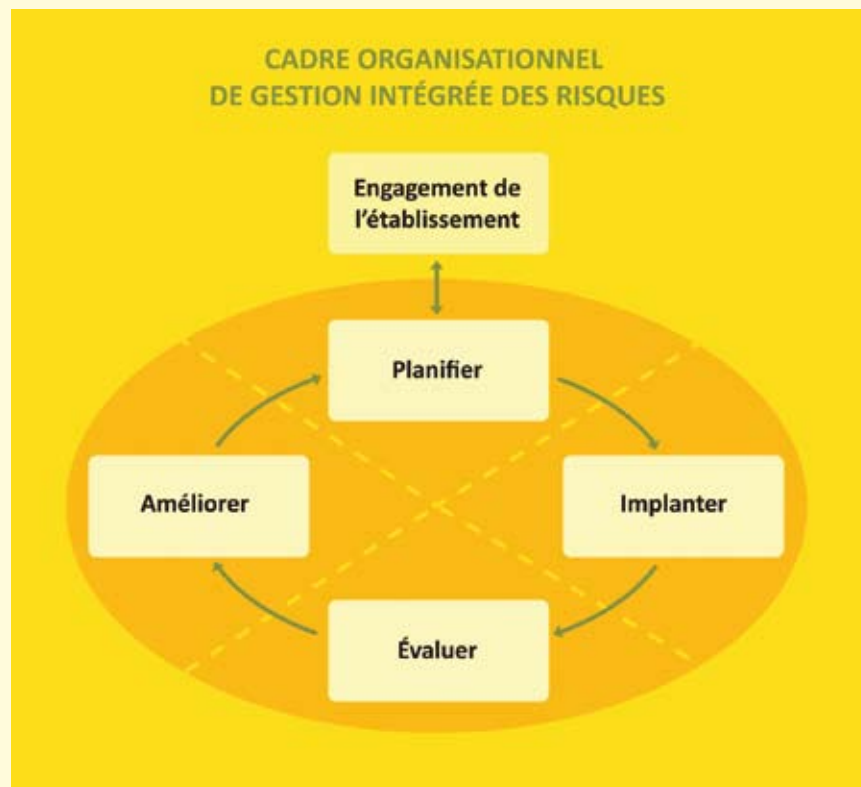 CADRE ORGANISATIONNEL
DE GESTION INTÉGRÉE DES RISQUES
Engagement de
l'établissement
Planifier
Améliorer
Implanter
Évaluer